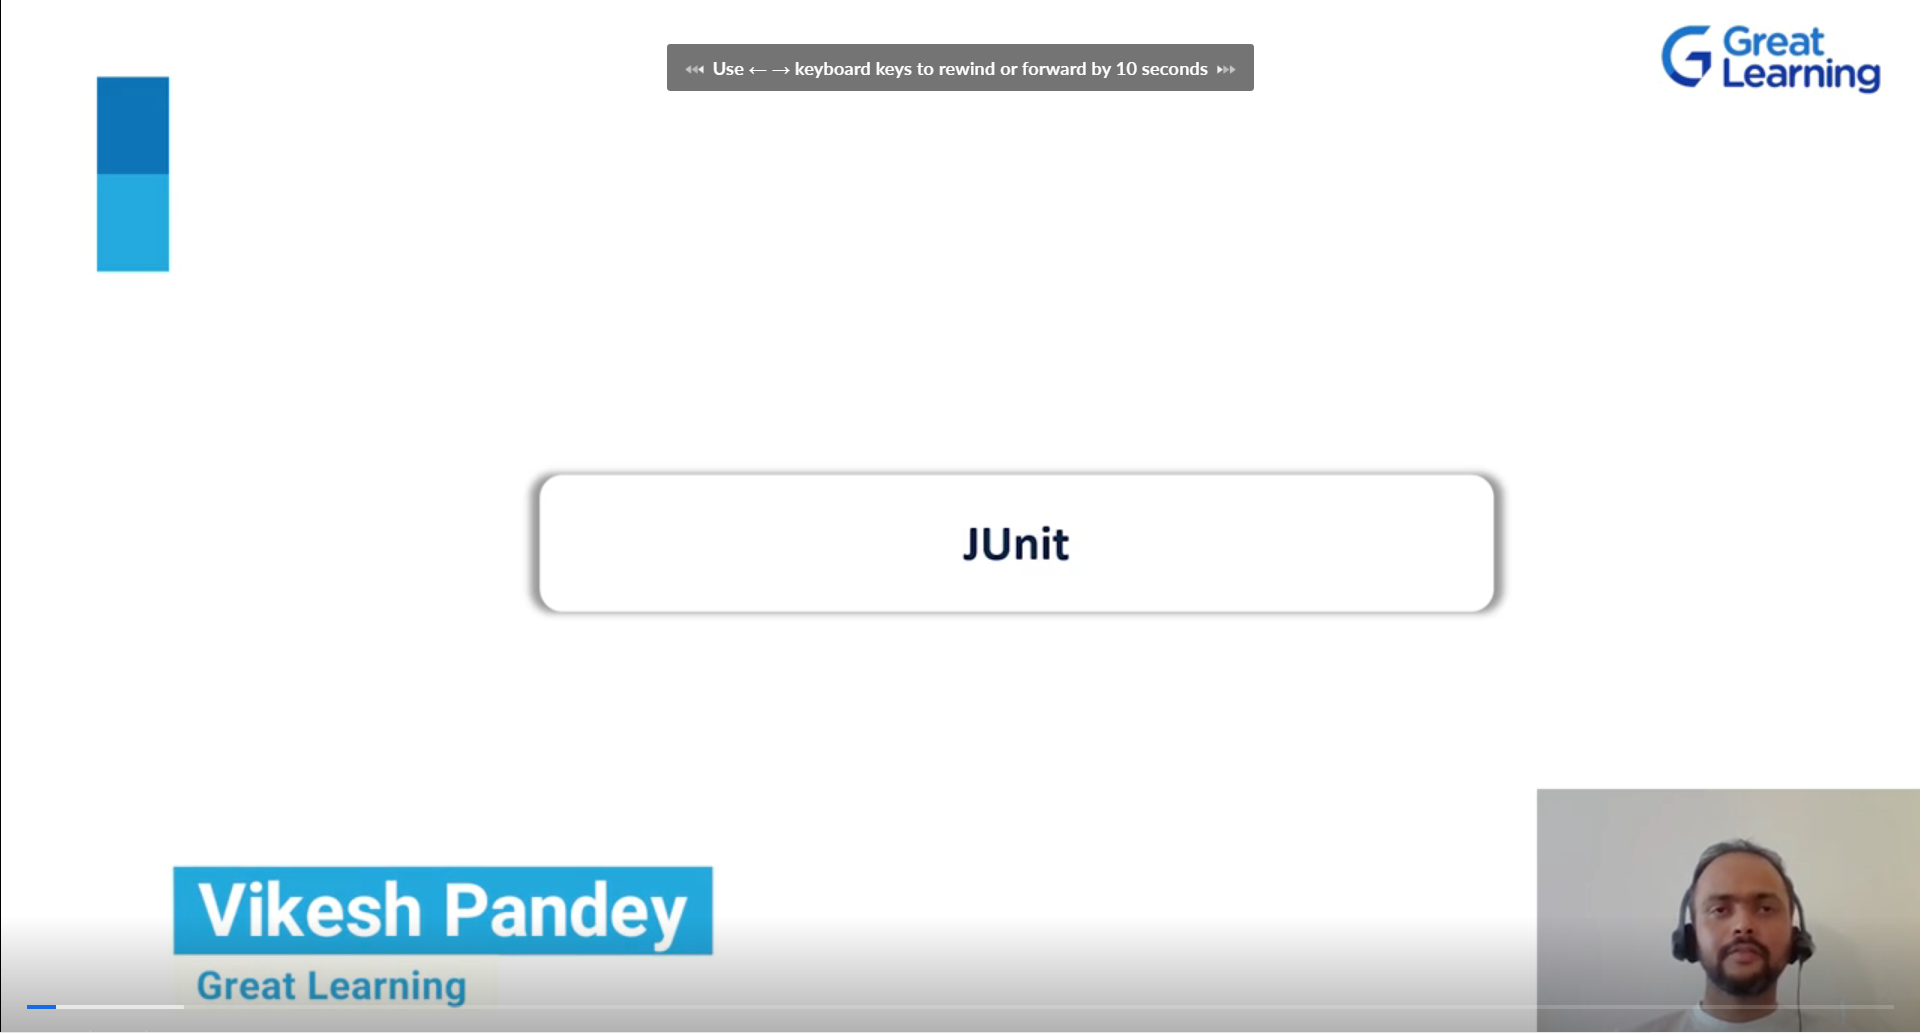 Great
Learning
Use ← → keyboard keys to rewind or forward by 10 seconds
JUnit
Vikesh Pandey
Great Learning